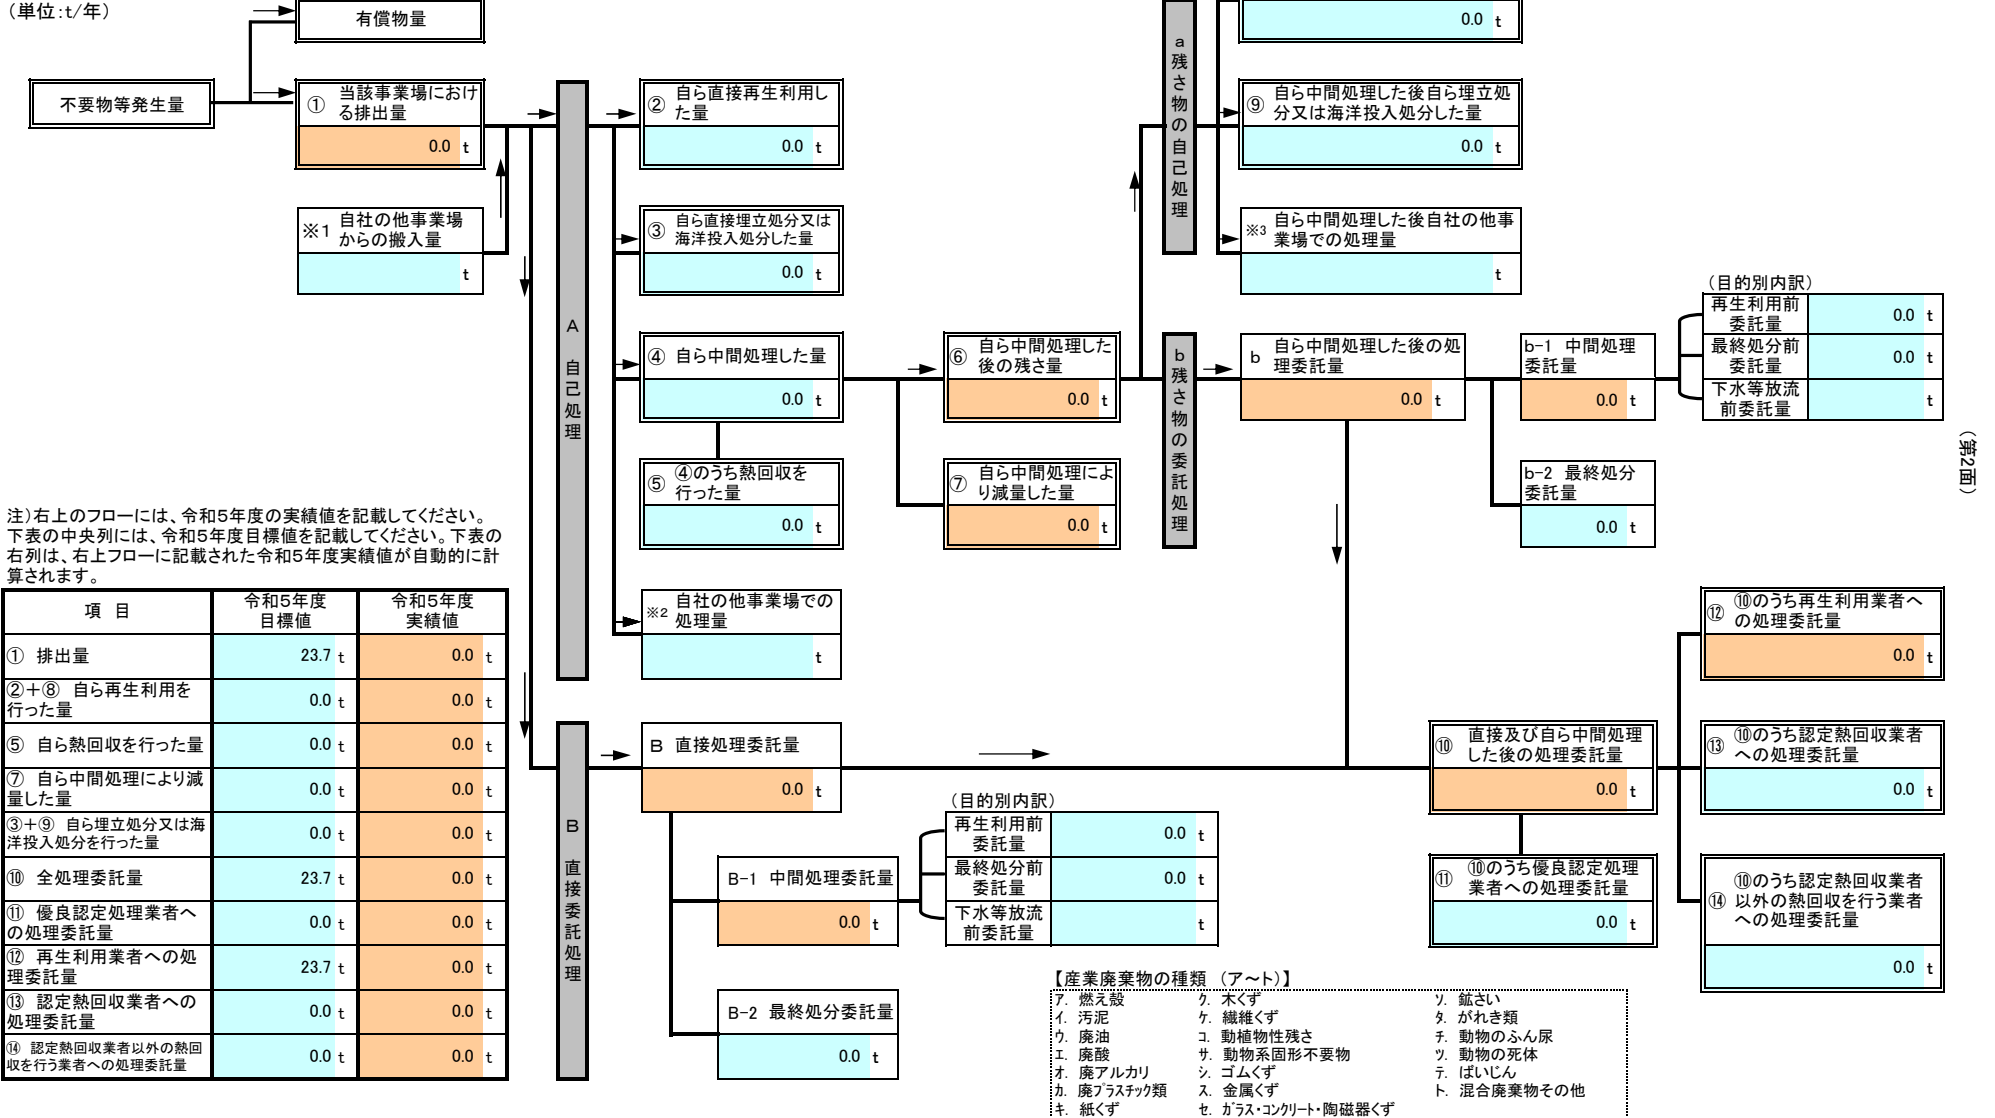 （単位：t/年）
有償物量
不要物等発生量
① 当該事業場におけ
る排出量
0.0 t
※1 自社の他事業場
からの搬入量
t
A 自己処理
② 自ら直接再生利用し
た量
0.0 t
③ 自ら直接埋立処分又は
海洋投入処分した量
0.0 t
④ 自ら中間処理した量
0.0 t
⑤ ④のうち熱回収を
行った量
0.0 t
※2 自社の他事業場での
処理量
t
⑥ 自ら中間処理した
後の残さ量
0.0 t
⑦ 自ら中間処理によ
り減量した量
0.0 t
a 残さ物の自己処理
0.0 t
⑨ 自ら中間処理した後自ら埋立処
分又は海洋投入処分した量
0.0 t
※3 自ら中間処理した後自社の他事
業場での処理量
t
b 残さ物の委託処理
b 自ら中間処理した後の処
理委託量
0.0 t
b-1 中間処理
委託量
0.0 t
b-2 最終処分
委託量
0.0 t
（目的別内訳）
再生利用前
委託量
0.0 t
最終処分前
委託量
0.0 t
下水等放流
前委託量
t
（第2面）
注）右上のフローには、令和５年度の実績値を記載してください。
下表の中央列には、令和５年度目標値を記載してください。下表の
右列は、右上フローに記載された令和５年度実績値が自動的に計
算されます。
項 目 令和５年度 令和５年度
目標値 実績値
① 排出量 23.7 t 0.0 t
②＋⑧ 自ら再生利用を
行った量 0.0 t 0.0 t
⑤ 自ら熱回収を行った量 0.0 t 0.0 t
⑦ 自ら中間処理により減
量した量 0.0 t 0.0 t
③＋⑨ 自ら埋立処分又は海
洋投入処分を行った量 0.0 t 0.0 t
⑩ 全処理委託量 23.7 t 0.0 t
⑪ 優良認定処理業者へ
の処理委託量 0.0 t 0.0 t
⑫ 再生利用業者への処
理委託量 23.7 t 0.0 t
⑬ 認定熱回収業者への
処理委託量 0.0 t 0.0 t
⑭ 認定熱回収業者以外の熱回
収を行う業者への処理委託量 0.0 t 0.0 t
B 直接委託処理
B 直接処理委託量
0.0 t
B-1 中間処理委託量
0.0 t
B-2 最終処分委託量
0.0 t
（目的別内訳）
再生利用前
委託量
0.0 t
最終処分前
委託量
0.0 t
下水等放流
前委託量
t
⑩ 直接及び自ら中間処理
した後の処理委託量
0.0 t
⑪ ⑩のうち優良認定処理
業者への処理委託量
0.0 t
⑫ ⑩のうち再生利用業者へ
の処理委託量
0.0 t
⑬ ⑩のうち認定熱回収業者
への処理委託量
0.0 t
⑭ ⑩のうち認定熱回収業者
以外の熱回収を行う業者
への処理委託量
0.0 t
【産業廃棄物の種類 （ア～ト）】
ア. 燃え殻 ク. 木くず ソ. 鉱さい
イ. 汚泥 ケ. 繊維くず タ. がれき類
ウ. 廃油 コ. 動植物性残さ チ. 動物のふん尿
エ. 廃酸 サ. 動物系固形不要物 ツ. 動物の死体
オ. 廃アルカリ シ. ゴムくず テ. ばいじん
カ. 廃プラスチック類 ス. 金属くず ト. 混合廃棄物その他
キ. 紙くず セ. ガラス・コンクリート・陶磁器くず